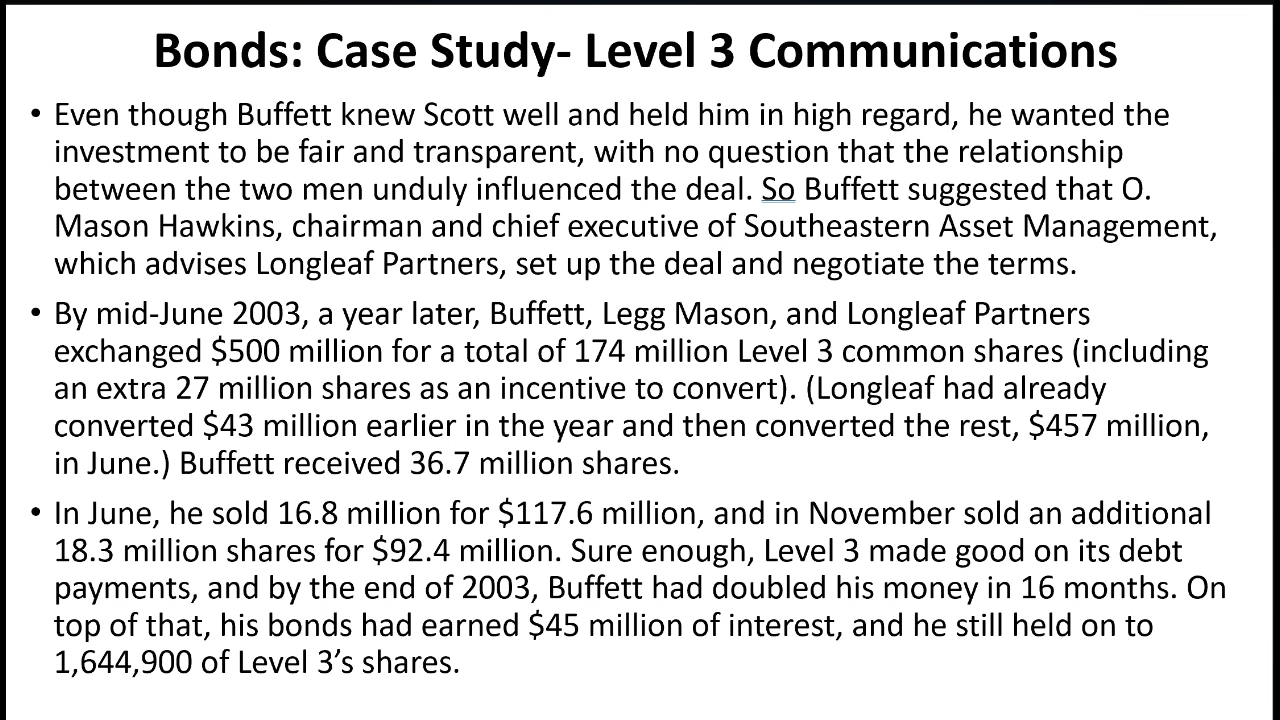 Bonds: Case Study- Level 3 Communications
• Even though Buffett knew Scott well and held him in high regard, he wanted the
investment to be fair and transparent, with no question that the relationship
between the two men unduly influenced the deal. So Buffett suggested that O.
Mason Hawkins, chairman and chief executive of Southeastern Asset Management,
which advises Longleaf Partners, set up the deal and negotiate the terms.
• By mid-June 2003, a year later, Buffett, Legg Mason, and Longleaf Partners
exchanged $500 million for a total of 174 million Level 3 common shares (including
an extra 27 million shares as an incentive to convert). (Longleaf had already
converted $43 million earlier in the year and then converted the rest, $457 million,
in June.) Buffett received 36.7 million shares.
• In June, he sold 16.8 million for $117.6 million, and in November sold an additional
18.3 million shares for $92.4 million. Sure enough, Level 3 made good on its debt
payments, and by the end of 2003, Buffett had doubled his money in 16 months. On
top of that, his bonds had earned $45 million of interest, and he still held on to
1,644,900 of Level 3’s shares.